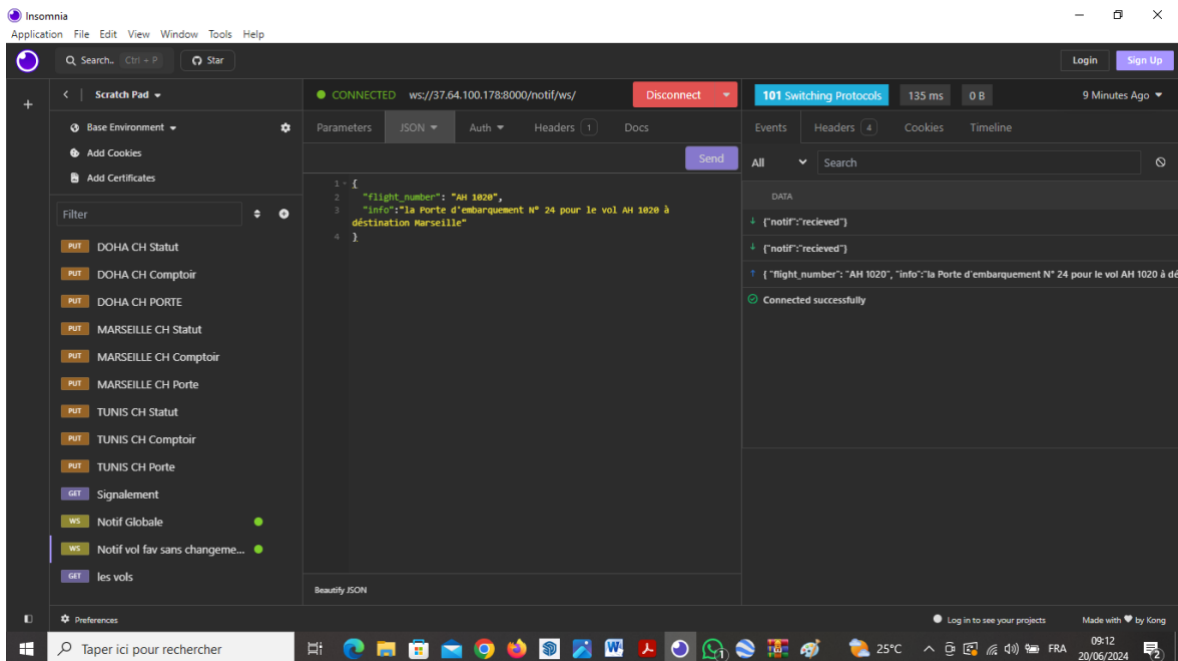 Insomnia
Application File Edit View Window Tools Help
Search.. Ctrl + P Star Login Sign Up
Scratch Pad
CONNECTED ws://37.64.100.178:8000/notif/ws/ Disconnect
101 Switching Protocols 135 ms 0 B 9 Minutes Ago
Base Environment
Parameters JSON Auth Headers 1 Docs
Events Headers 4 Cookies Timeline
Add Cookies
Send
All Search
Add Certificates
1 {
2 "flight_number": "AH 1020",
3 "info":"la Porte d'embarquement N° 24 pour le vol AH 1020 à
déstination Marseille"
4 }
DATA
{"notif":"recieved"}
{"notif":"recieved"}
{ "flight_number": "AH 1020", "info":"la Porte d'embarquement N° 24 pour le vol AH 1020 à dé
Connected successfully
Filter
PUT DOHA CH Statut
PUT DOHA CH Comptoir
PUT DOHA CH PORTE
PUT MARSEILLE CH Statut
PUT MARSEILLE CH Comptoir
PUT MARSEILLE CH Porte
PUT TUNIS CH Statut
PUT TUNIS CH Comptoir
PUT TUNIS CH Porte
GET Signalement
WS Notif Globale
WS Notif vol fav sans changeme...
GET les vols
Beautify JSON
Preferences
Log in to see your projects Made with ♥ by Kong
Taper ici pour rechercher
W
1
25°C FRA
09:12
20/06/2024
2